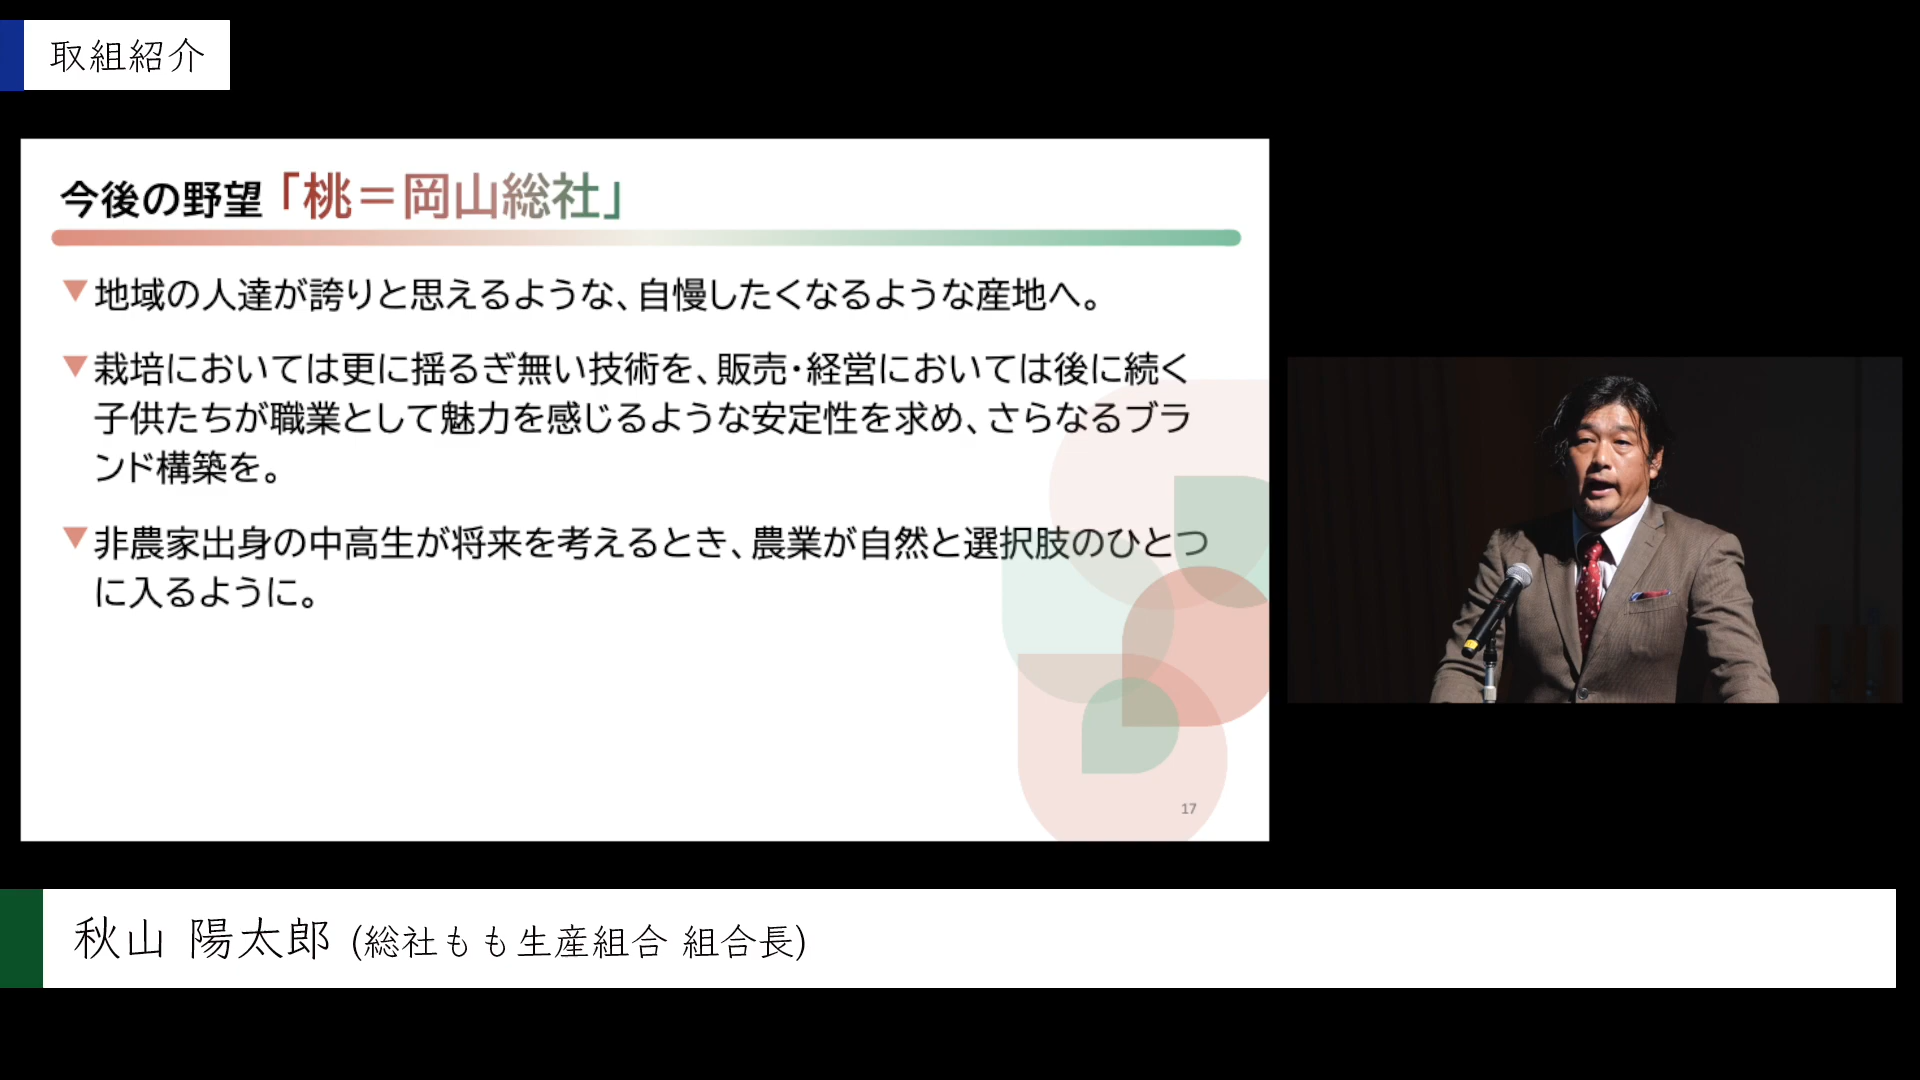 取組紹介
今後の野望「桃＝岡山総社」
▼地域の人達が誇りと思えるような、自慢したくなるような産地へ。
▼栽培においては更に揺るぎ無い技術を、販売・経営においては後に続く
子供たちが職業として魅力を感じるような安定性を求め、さらなるブラ
ンド構築を。
▼非農家出身の中高生が将来を考えるとき、農業が自然と選択肢のひとつ
に入るように。
17
秋山 陽太郎 (総社もも生産組合 組合長)